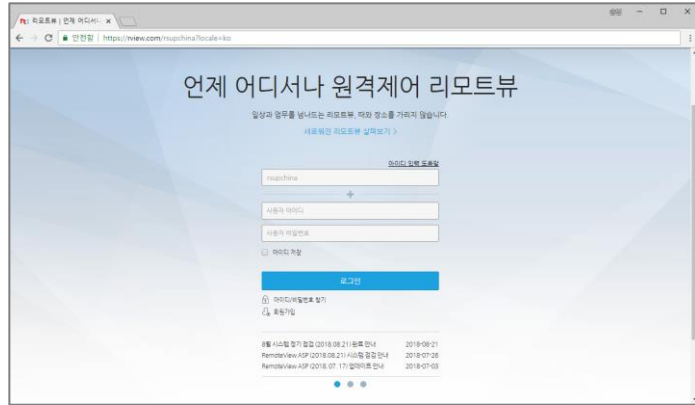 리모트뷰 | 언제 어디서나
안전함 | https://rview.com/rsupchina?locale=ko
언제 어디서나 원격제어 리모트뷰
일상과 업무를 넘나드는 리모트뷰, 때와 장소를 가리지 않습니다.
새로워진 리모트뷰 살펴보기 >
아이디 입력 도움말
rsupchina
+
사용자 아이디
사용자 비밀번호
아이디 저장
로그인
아이디/비밀번호 찾기
회원가입
8월 시스템 정기 점검 (2018.08.21) 완료 안내 2018-08-21
RemoteView ASP (2018.08.21) 시스템 점검 안내 2018-07-26
RemoteView ASP (2018. 07. 17) 업데이트 안내 2018-07-03